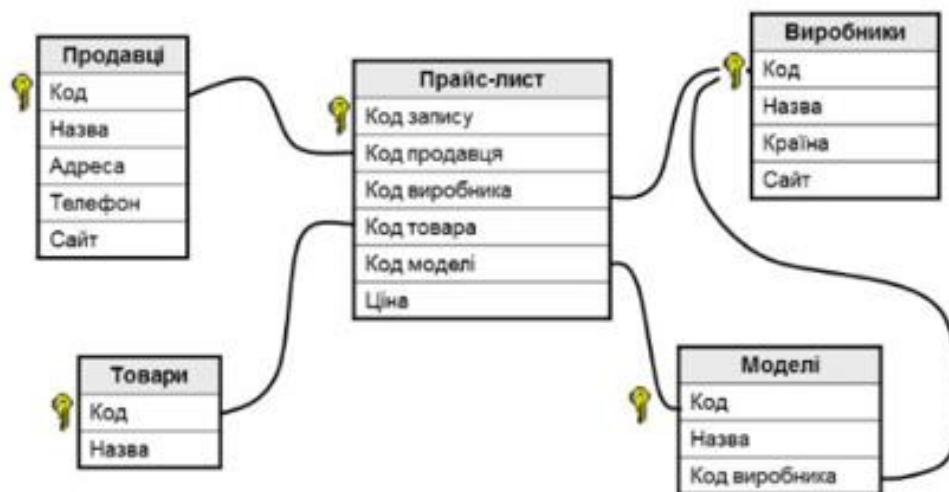 Продавці
Код
Назва
Адреса
Телефон
Сайт
Прайс-лист
Код запису
Код продавця
Код виробника
Код товара
Код моделі
Ціна
Виробники
Код
Назва
Країна
Сайт
Товари
Код
Назва
Моделі
Код
Назва
Код виробника